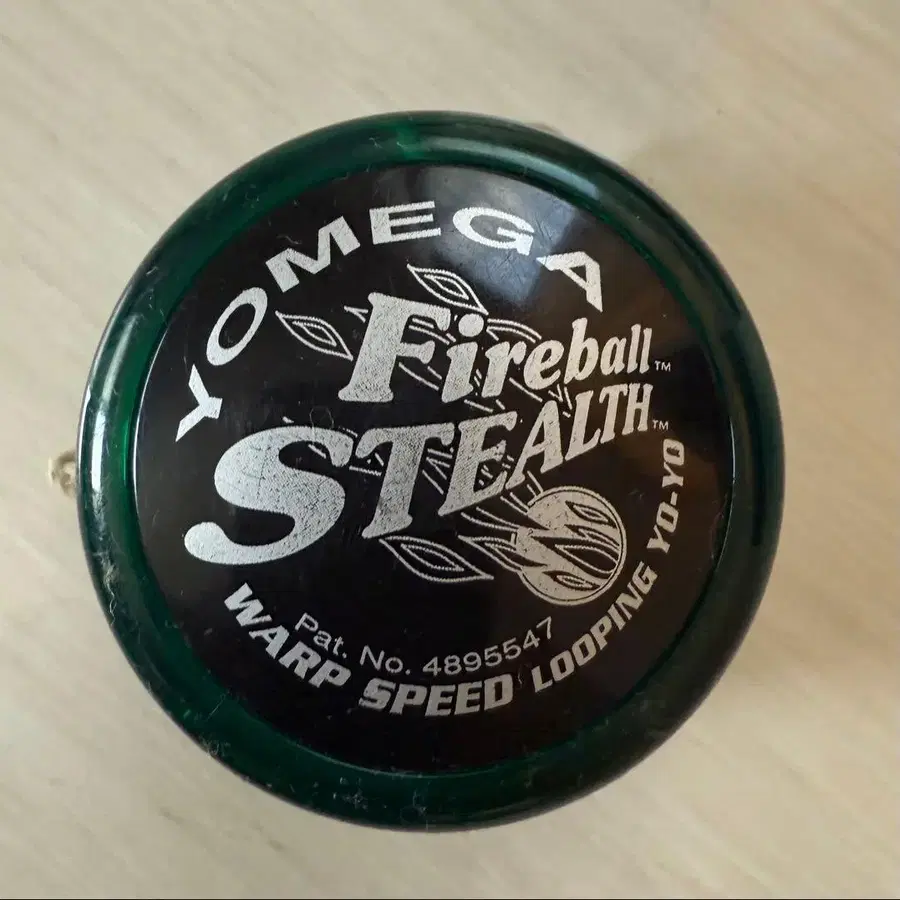 YOMEGA
Fireball™
STEALTH™
Pat. No. 4895547
WARP SPEED LOOPING YO-YO